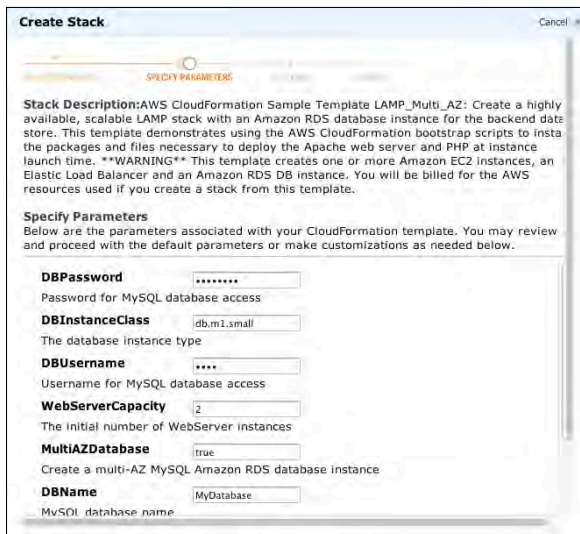 Create Stack
Cancel
SPECIFY PARAMETERS
Stack Description:AWS CloudFormation Sample Template LAMP_Multi_AZ: Create a highly
available, scalable LAMP stack with an Amazon RDS database instance for the backend data
store. This template demonstrates using the AWS CloudFormation bootstrap scripts to insta
the packages and files necessary to deploy the Apache web server and PHP at instance
launch time. **WARNING** This template creates one or more Amazon EC2 instances, an
Elastic Load Balancer and an Amazon RDS DB instance. You will be billed for the AWS
resources used if you create a stack from this template.
Specify Parameters
Below are the parameters associated with your CloudFormation template. You may review
and proceed with the default parameters or make customizations as needed below.
DBPassword ••••••••
Password for MySQL database access
DBInstanceClass db.m1.small
The database instance type
DBUsername ••••
Username for MySQL database access
WebServerCapacity 2
The initial number of WebServer instances
MultiAZDatabase true
Create a multi-AZ MySQL Amazon RDS database instance
DBName MyDatabase
MySQL database name